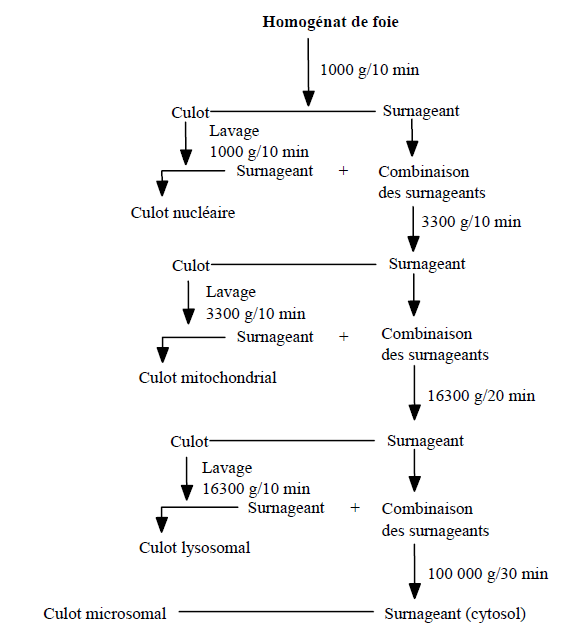 Homogénat de foie
1000 g/10 min
Culot
Surnageant
Lavage
1000 g/10 min
Surnageant
+
Combinaison
des surnageants
Culot nucléaire
3300 g/10 min
Culot
Surnageant
Lavage
3300 g/10 min
Surnageant
+
Combinaison
des surnageants
Culot mitochondrial
16300 g/20 min
Culot
Surnageant
Lavage
16300 g/10 min
Surnageant
+
Combinaison
des surnageants
Culot lysosomal
100 000 g/30 min
Culot microsomal
Surnageant (cytosol)